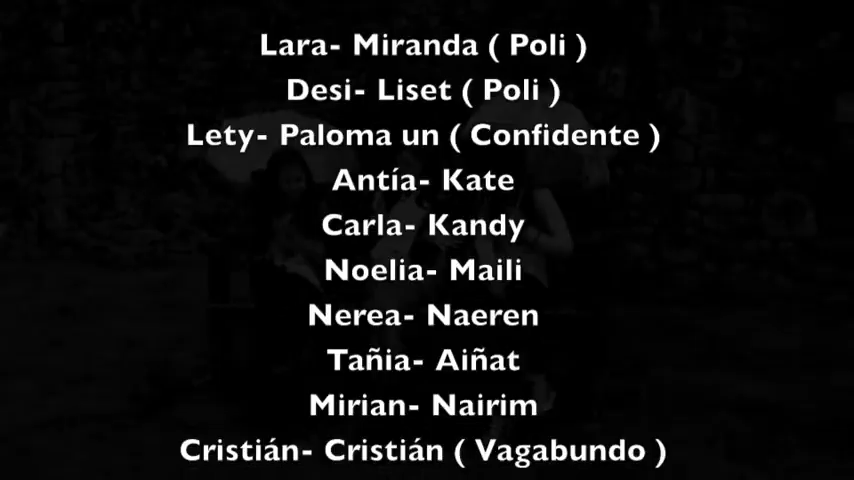 Lara- Miranda ( Poli )
Desi- Liset ( Poli )
Lety- Paloma un ( Confidente )
Antía- Kate
Carla- Kandy
Noelia- Maili
Nerea- Naeren
Tañia- Aiñat
Mirian- Nairim
Cristián- Cristián ( Vagabundo )